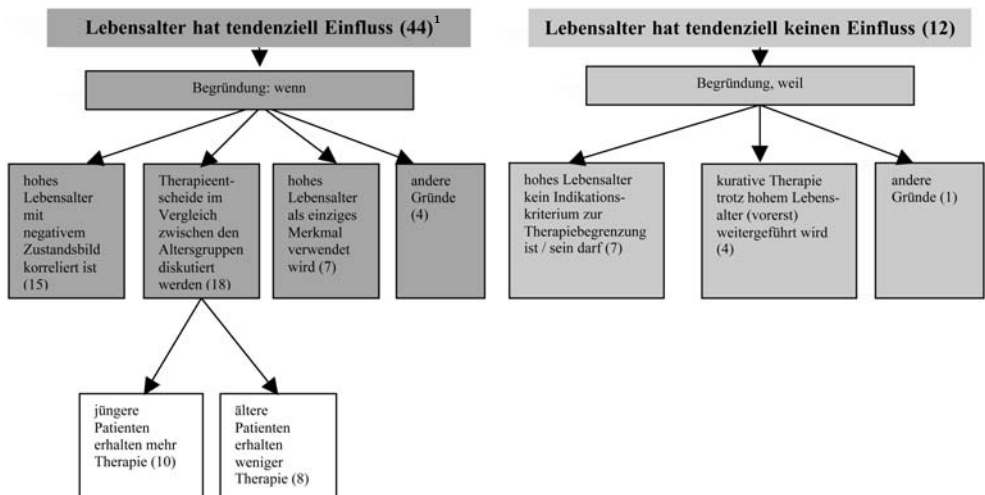 Lebensalter hat tendenziell Einfluss (44)¹
Begründung: wenn
hohes
Lebensalter
mit
negativem
Zustandsbild
korreliert ist
(15)
Therapieent-
scheide im
Vergleich
zwischen den
Altersgruppen
diskutiert
werden (18)
hohes
Lebensalter
als einziges
Merkmal
verwendet
wird (7)
andere
Gründe (4)
jüngere
Patienten
erhalten mehr
Therapie (10)
ältere
Patienten
erhalten
weniger
Therapie (8)
Lebensalter hat tendenziell keinen Einfluss (12)
Begründung, weil
hohes Lebensalter
kein Indikations-
kriterium zur
Therapiebegrenzung
ist / sein darf (7)
kurative Therapie
trotz hohem Lebens-
alter (vorerst)
weitergeführt wird
(4)
andere
Gründe (1)